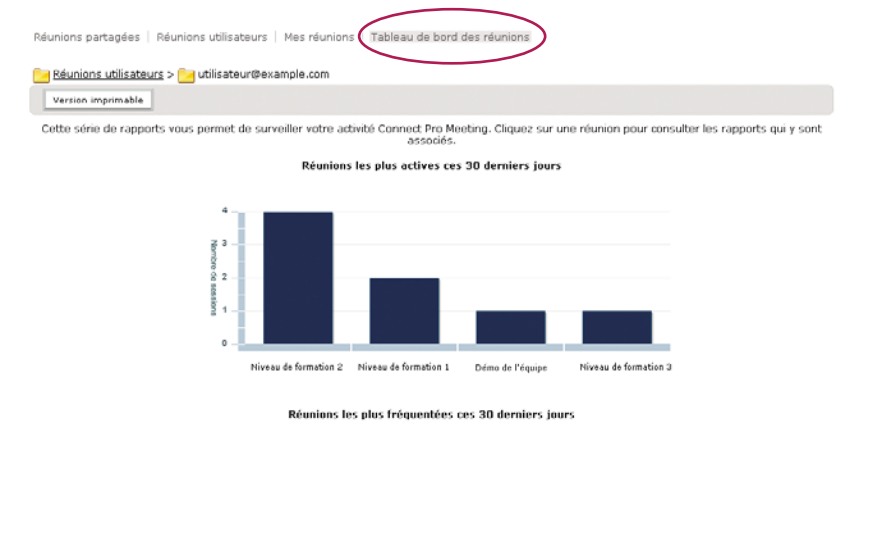 Réunions partagées | Réunions utilisateurs | Mes réunions | Tableau de bord des réunions
Réunions utilisateurs > utilisateur@example.com
Version imprimable
Cette série de rapports vous permet de surveiller votre activité Connect Pro Meeting. Cliquez sur une réunion pour consulter les rapports qui y sont
associés.
Réunions les plus actives ces 30 derniers jours
Nombre de sessions
4
3
2
1
0
Niveau de formation 2 Niveau de formation 1 Démo de l'équipe Niveau de formation 3
Réunions les plus fréquentées ces 30 derniers jours